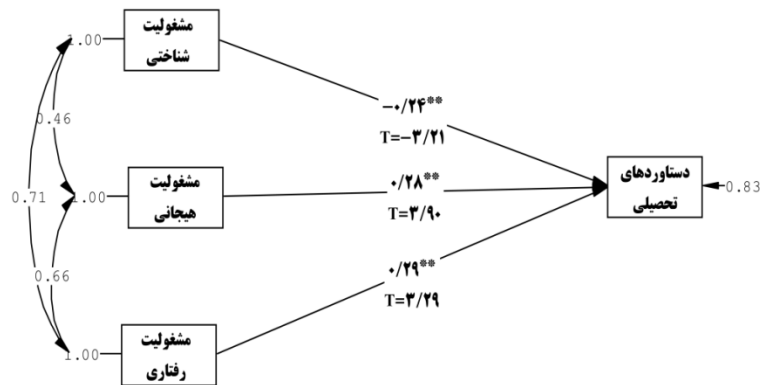 1.00
مشغولیت
شناختی
-۰/۲۴**
T=-۳/۲۱
0.46
۰/۲۸**
T=۳/۹۰
دستاوردهای
تحصیلی
0.83
0.71
1.00
مشغولیت
هیجانی
0.66
۰/۲۹**
T=۳/۲۹
1.00
مشغولیت
رفتاری